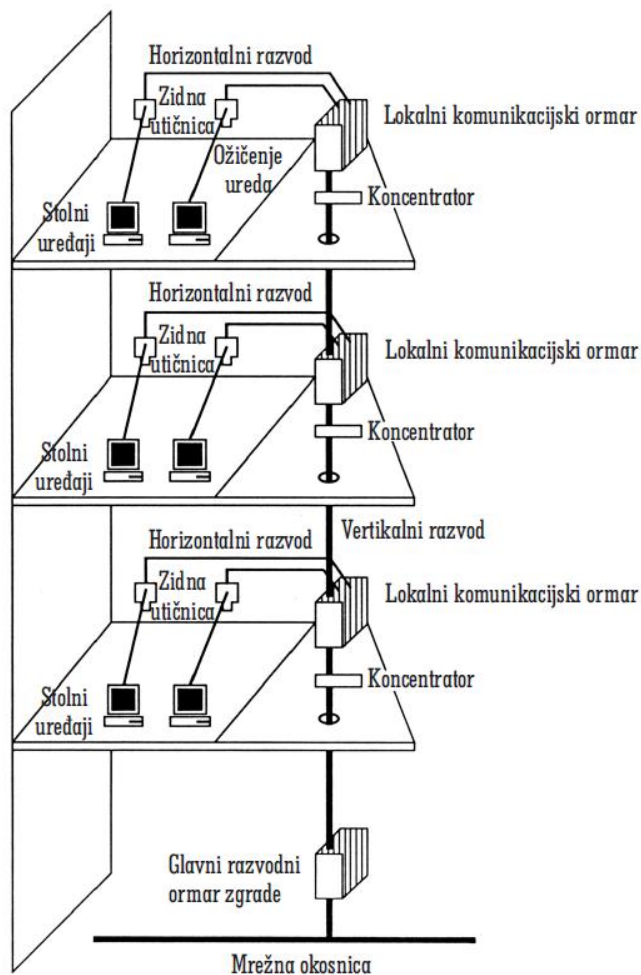 Horizontalni razvod
Zidna
utičnica
Lokalni komunikacijski ormar
Ožičenje
ureda
Koncentrator
Stolni
uređaji
Horizontalni razvod
Zidna
utičnica
Lokalni komunikacijski ormar
Koncentrator
Stolni
uređaji
Vertikalni razvod
Horizontalni razvod
Zidna
utičnica
Lokalni komunikacijski ormar
Koncentrator
Stolni
uređaji
Glavni razvodni
ormar zgrade
Mrežna okosnica